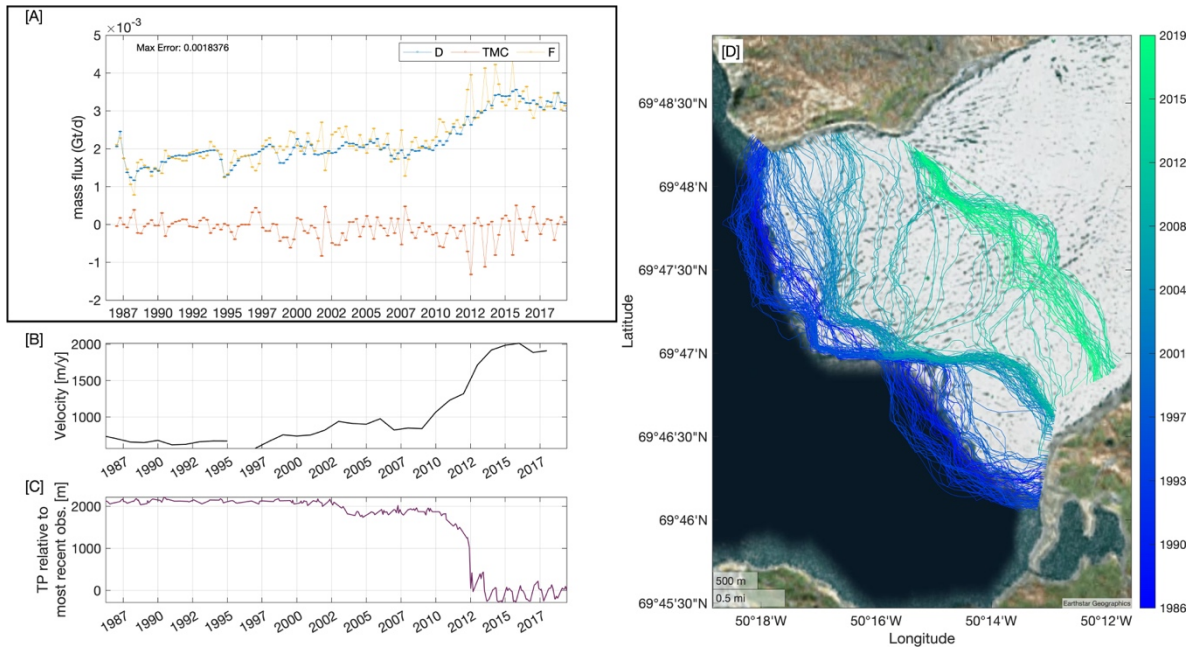 [A]
×10⁻³
Max Error: 0.0018376
D TMC F
5
4
3
2
1
0
-1
-2
mass flux (Gt/d)
1987 1990 1992 1995 1997 2000 2002 2005 2007 2010 2012 2015 2017
[B]
2000
1500
1000
Velocity [m/y]
1987 1990 1992 1995 1997 2000 2002 2005 2007 2010 2012 2015 2017
[C]
2000
1000
0
TP relative to
most recent obs. [m]
1987 1990 1992 1995 1997 2000 2002 2005 2007 2010 2012 2015 2017
[D]
69°48'30"N
69°48'N
69°47'30"N
69°47'N
69°46'30"N
69°46'N
69°45'30"N
Latitude
500 m
0.5 mi
Earthstar Geographics
50°18'W 50°16'W 50°14'W 50°12'W
Longitude
2019
2015
2012
2008
2004
2001
1997
1993
1990
1986